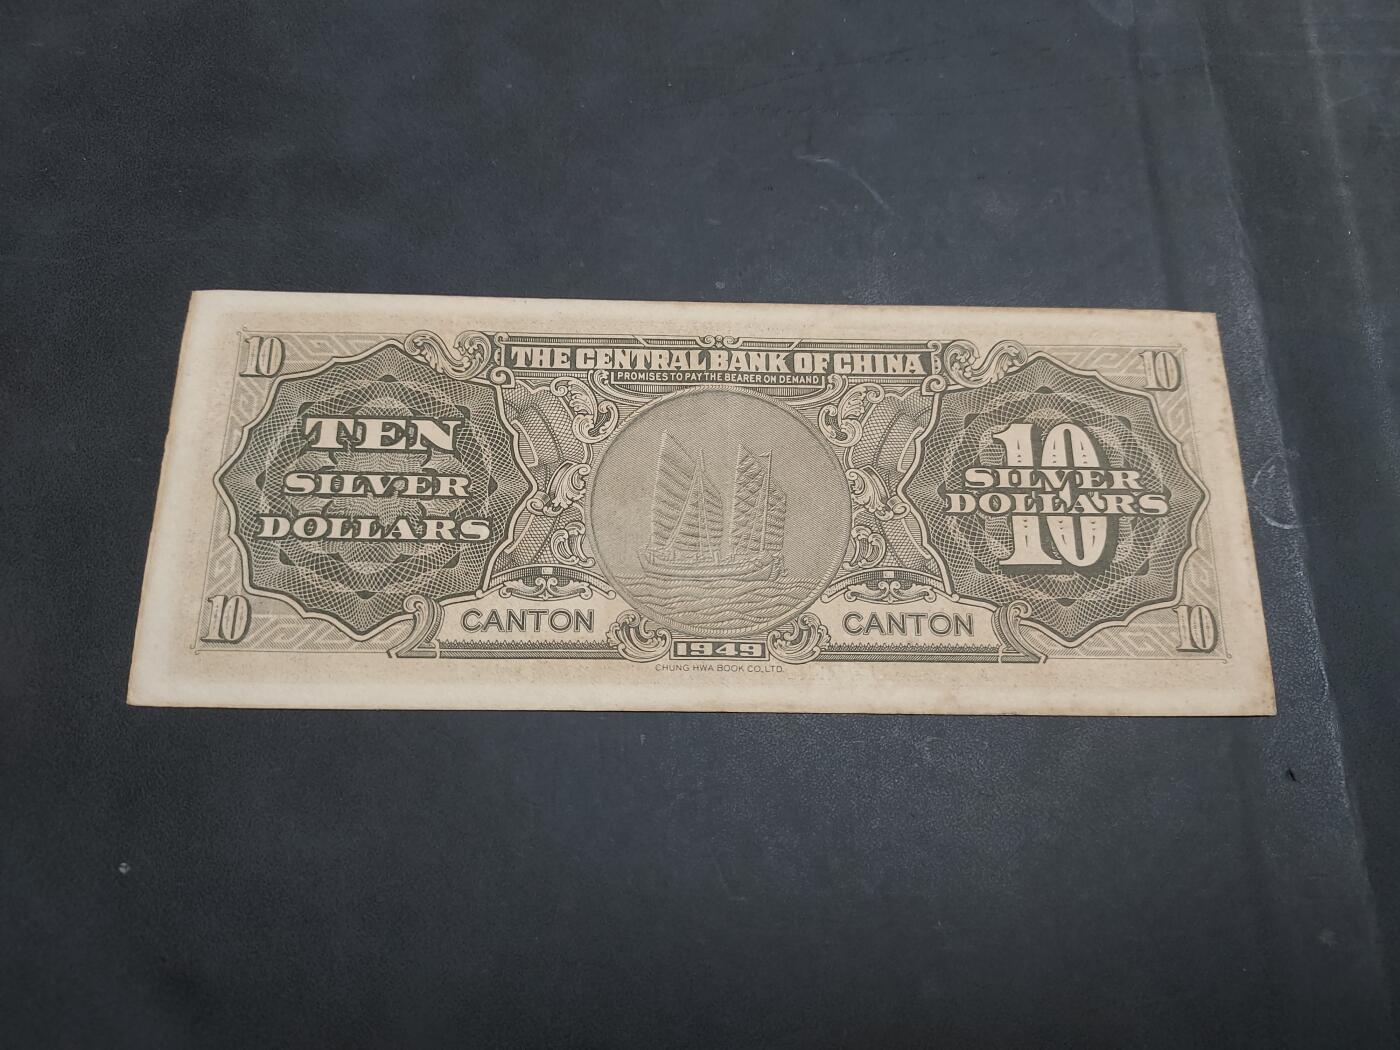 10
THE CENTRAL BANK OF CHINA
10
PROMISES TO PAY THE BEARER ON DEMAND
TEN
SILVER
DOLLARS
10
SILVER
DOLLARS
10
10
CANTON
CANTON
10
1949
CHUNG HWA BOOK CO., LTD.